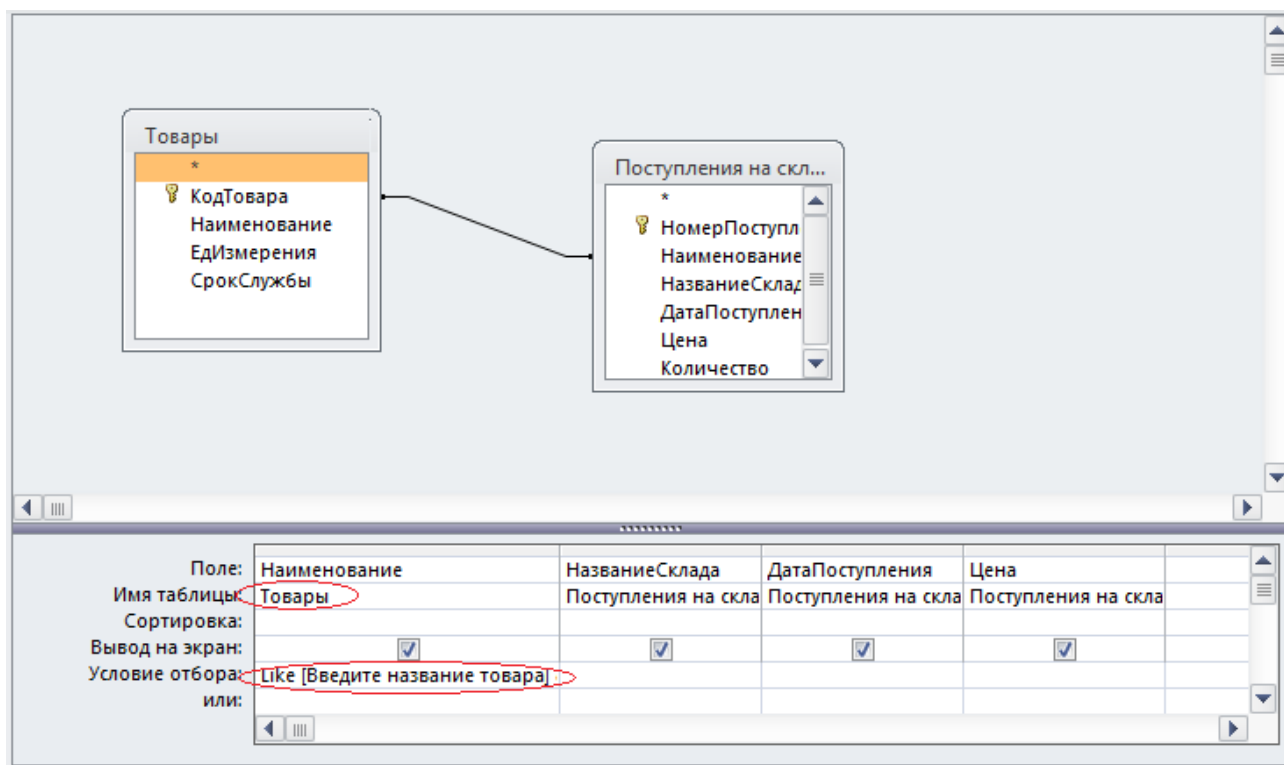 Товары
*
КодТовара
Наименование
ЕдИзмерения
СрокСлужбы
Поступления на скл...
*
НомерПоступл
Наименование
НазваниеСклад
ДатаПоступлен
Цена
Количество
Поле: Наименование НазваниеСклада ДатаПоступления Цена
Имя таблицы: Товары Поступления на скла Поступления на скла Поступления на скла
Сортировка:
Вывод на экран:
Условие отбора: Like [Введите название товара]
или: